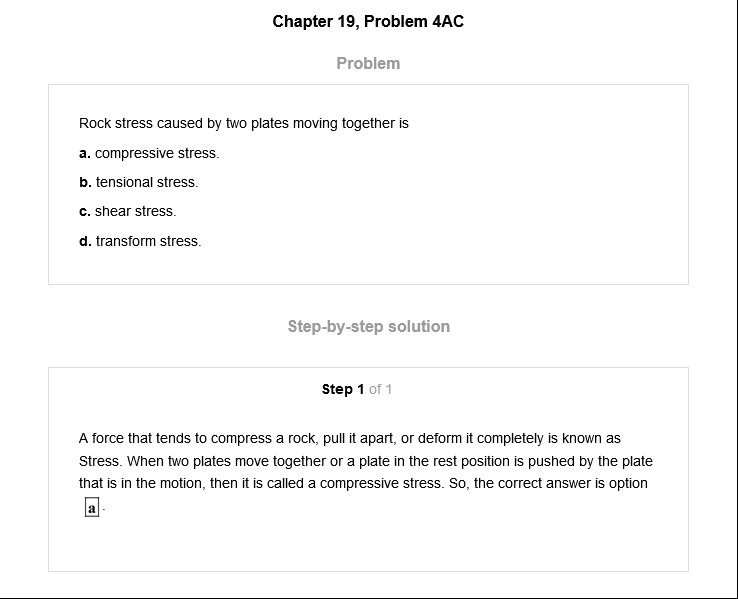 Chapter 19, Problem 4AC
Problem
Rock stress caused by two plates moving together is
a. compressive stress.
b. tensional stress.
c. shear stress.
d. transform stress.
Step-by-step solution
Step 1 of 1
A force that tends to compress a rock, pull it apart, or deform it completely is known as
Stress. When two plates move together or a plate in the rest position is pushed by the plate
that is in the motion, then it is called a compressive stress. So, the correct answer is option
a.